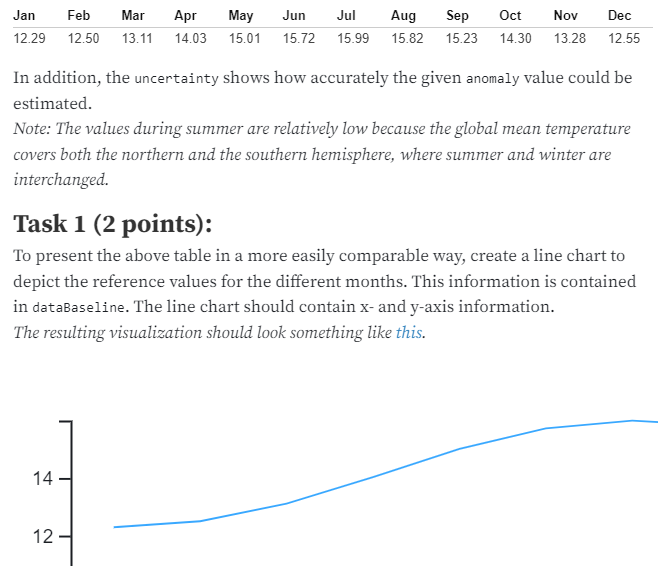 Jan Feb Mar Apr May Jun Jul Aug Sep Oct Nov Dec
12.29 12.50 13.11 14.03 15.01 15.72 15.99 15.82 15.23 14.30 13.28 12.55
In addition, the uncertainty shows how accurately the given anomaly value could be
estimated.
Note: The values during summer are relatively low because the global mean temperature
covers both the northern and the southern hemisphere, where summer and winter are
interchanged.
Task 1 (2 points):
To present the above table in a more easily comparable way, create a line chart to
depict the reference values for the different months. This information is contained
in dataBaseline. The line chart should contain x- and y-axis information.
The resulting visualization should look something like this.
14
12